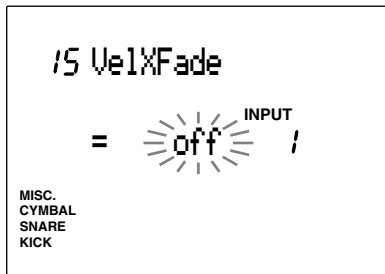 15 VelXFade
INPUT
= off 1
MISC.
CYMBAL
SNARE
KICK